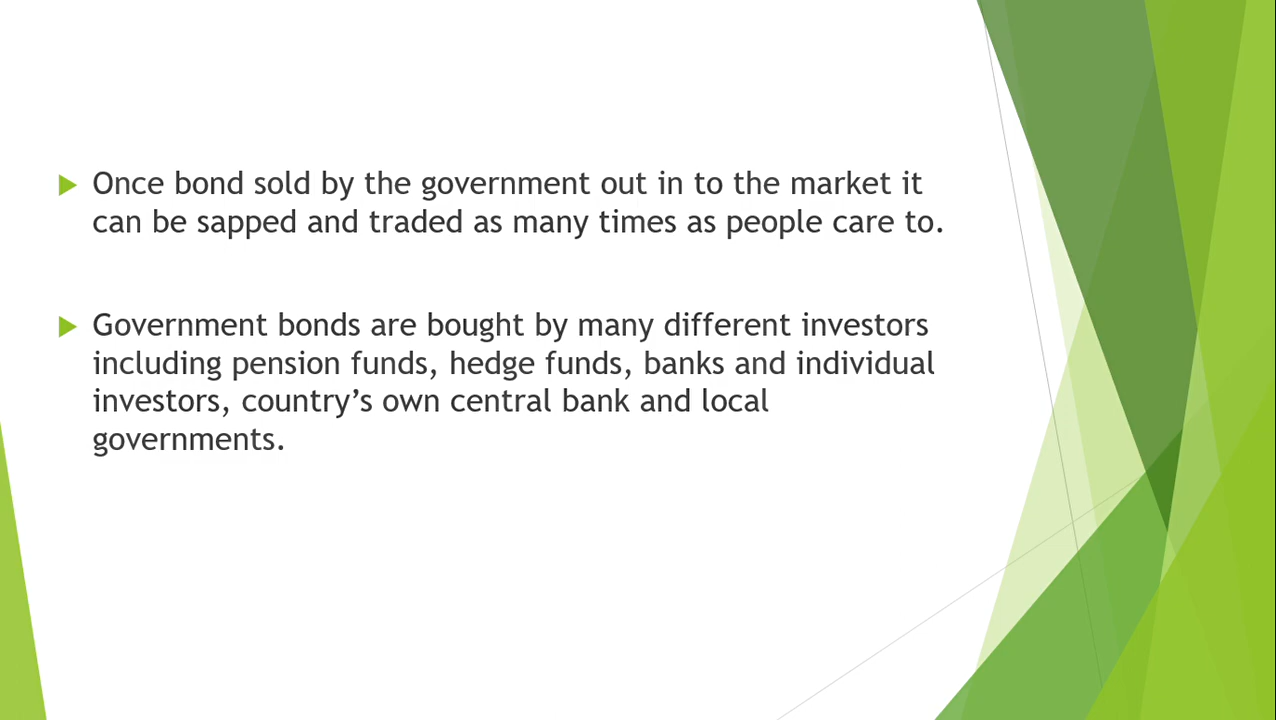 Once bond sold by the government out in to the market it
can be sapped and traded as many times as people care to.
Government bonds are bought by many different investors
including pension funds, hedge funds, banks and individual
investors, country’s own central bank and local
governments.